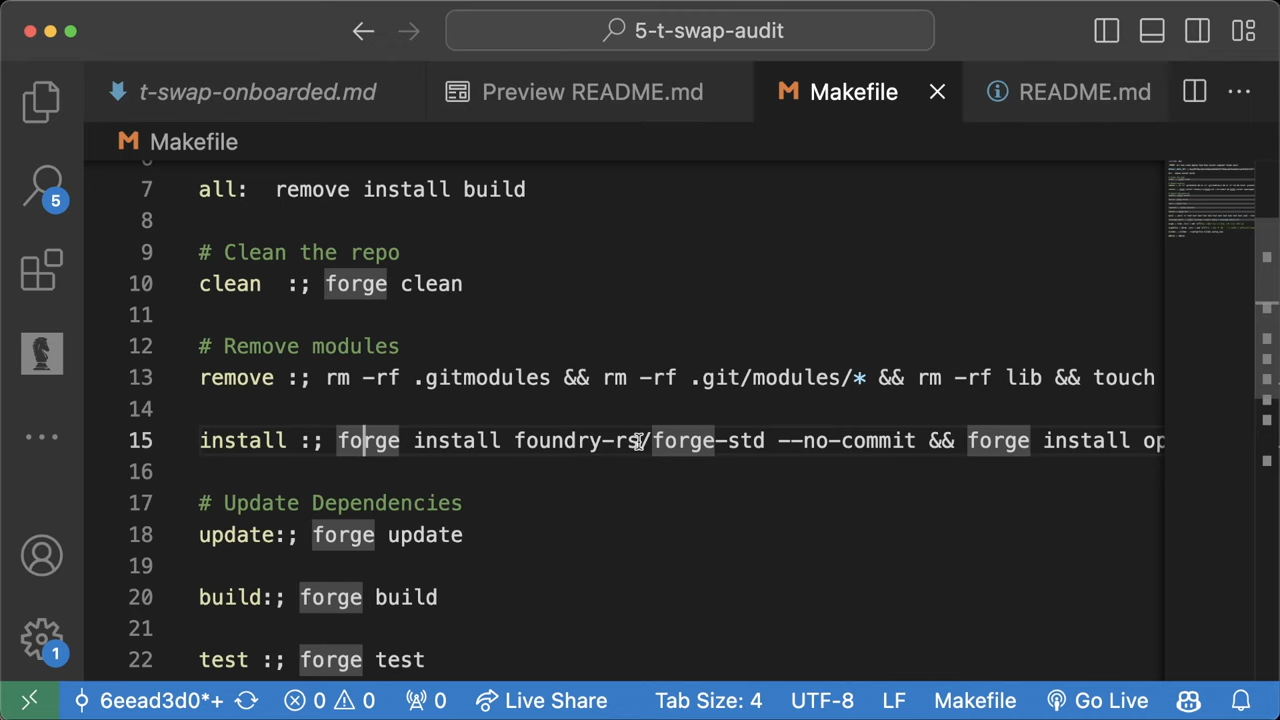 5-t-swap-audit
t-swap-onboarded.md
Preview README.md
Makefile
README.md
Makefile
7 all: remove install build
8
9 # Clean the repo
10 clean :; forge clean
11
12 # Remove modules
13 remove :; rm -rf .gitmodules && rm -rf .git/modules/* && rm -rf lib && touch
14
15 install :; forge install foundry-rs/forge-std --no-commit && forge install op
16
17 # Update Dependencies
18 update:; forge update
19
20 build:; forge build
21
22 test :; forge test
5
1
6eead3d0*+ 0 0 0 Live Share Tab Size: 4 UTF-8 LF Makefile Go Live